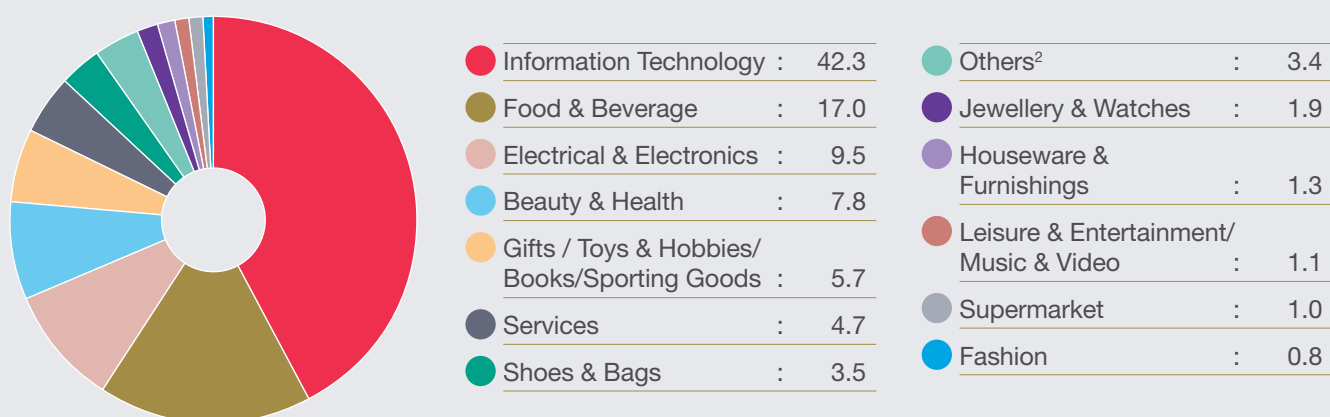 Information Technology : 42.3
Food & Beverage : 17.0
Electrical & Electronics : 9.5
Beauty & Health : 7.8
Gifts / Toys & Hobbies/
Books/Sporting Goods : 5.7
Services : 4.7
Shoes & Bags : 3.5
Others² : 3.4
Jewellery & Watches : 1.9
Houseware &
Furnishings : 1.3
Leisure & Entertainment/
Music & Video : 1.1
Supermarket : 1.0
Fashion : 0.8